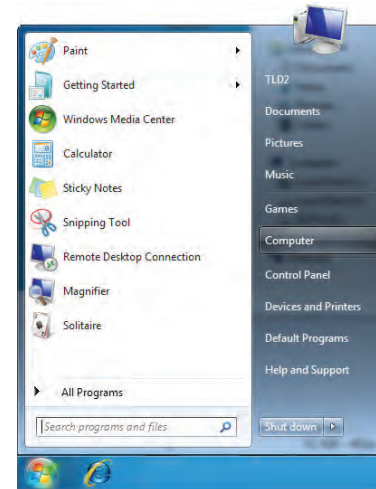 Paint
Getting Started
Windows Media Center
Calculator
Sticky Notes
Snipping Tool
Remote Desktop Connection
Magnifier
Solitaire
All Programs
Search programs and files
TLD2
Documents
Pictures
Music
Games
Computer
Control Panel
Devices and Printers
Default Programs
Help and Support
Shut down